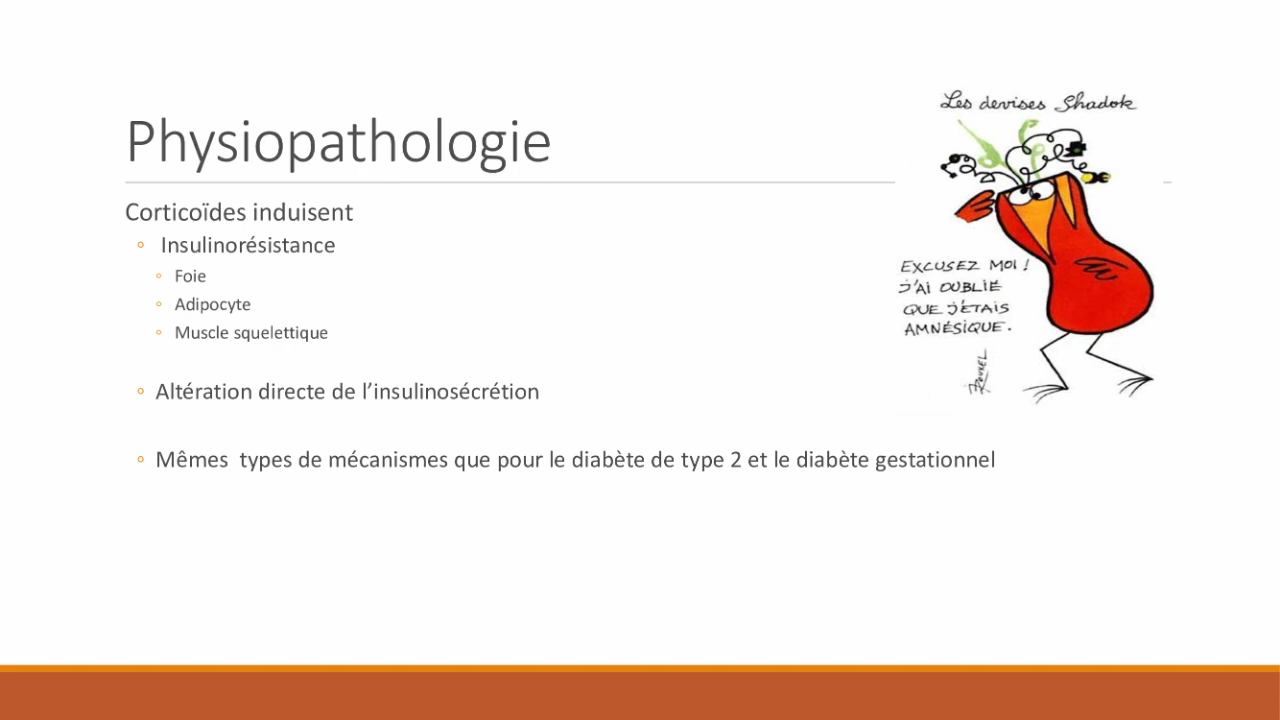 Physiopathologie
Corticoïdes induisent
◦ Insulinorésistance
◦ Foie
◦ Adipocyte
◦ Muscle squelettique
◦ Altération directe de l’insulinosécrétion
◦ Mêmes types de mécanismes que pour le diabète de type 2 et le diabète gestationnel
Les devises Shadok
EXCUSEZ MOI !
J'AI OUBLIÉ
QUE J'ÉTAIS
AMNÉSIQUE.
ROUXEL